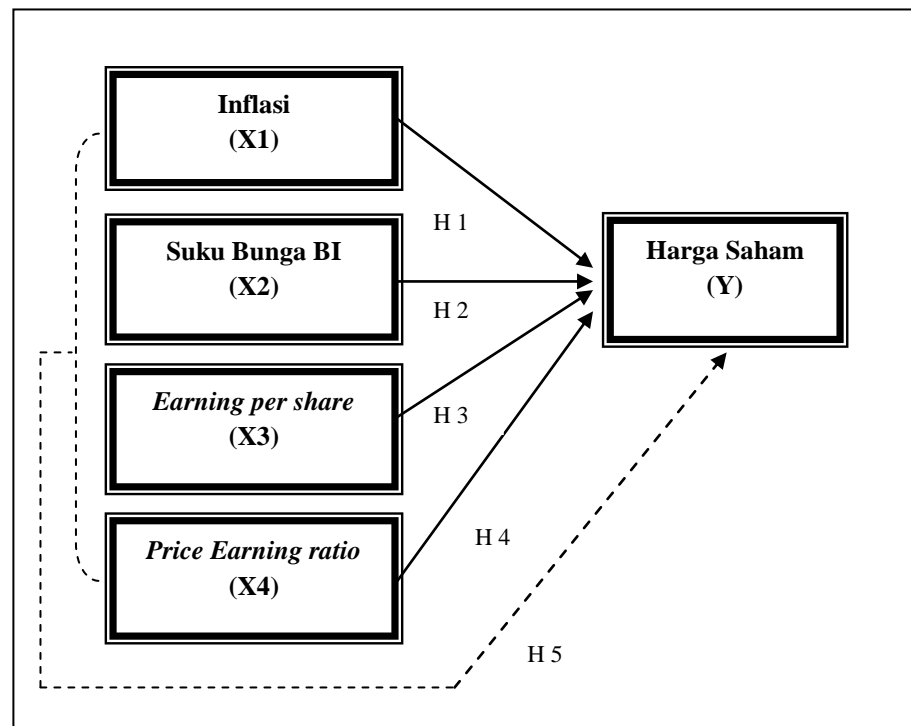 Inflasi
(X1)
H 1
Suku Bunga BI
(X2)
H 2
Harga Saham
(Y)
Earning per share
(X3)
H 3
Price Earning ratio
(X4)
H 4
H 5